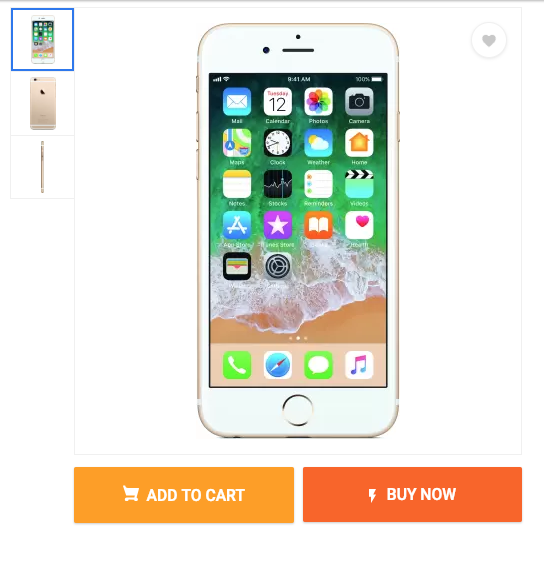 9:41 AM 100%
Tuesday
12
Mail Calendar Photos Camera
Maps Clock Weather Home
Notes Stocks Reminders Videos
App Store iTunes Store Health
ADD TO CART
BUY NOW